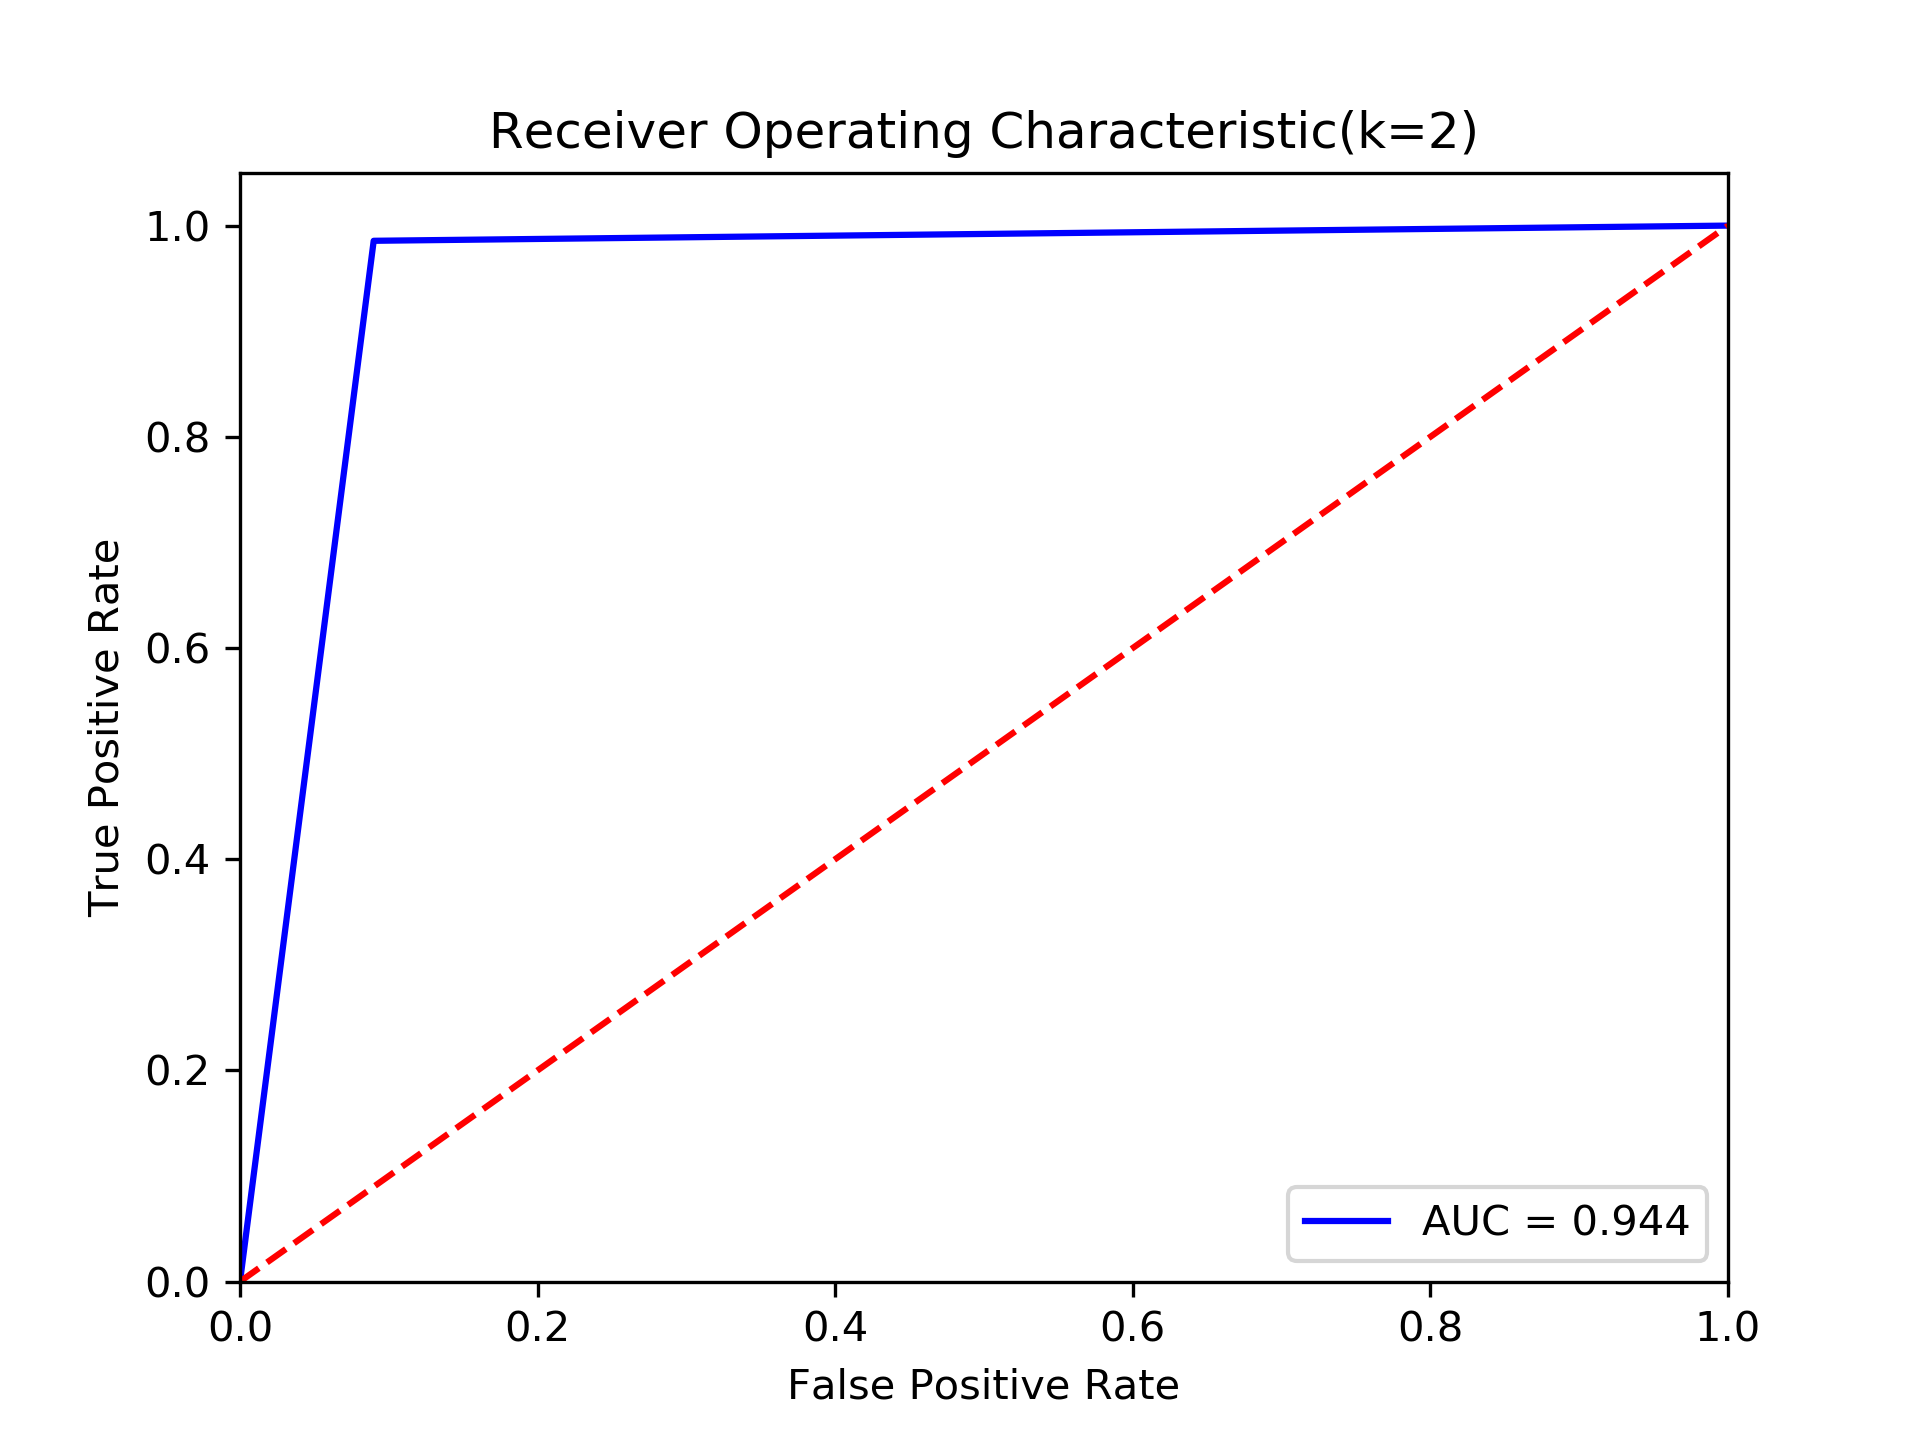 Receiver Operating Characteristic(k=2)
True Positive Rate
1.0
0.8
0.6
0.4
0.2
0.0
AUC = 0.944
0.0 0.2 0.4 0.6 0.8 1.0
False Positive Rate